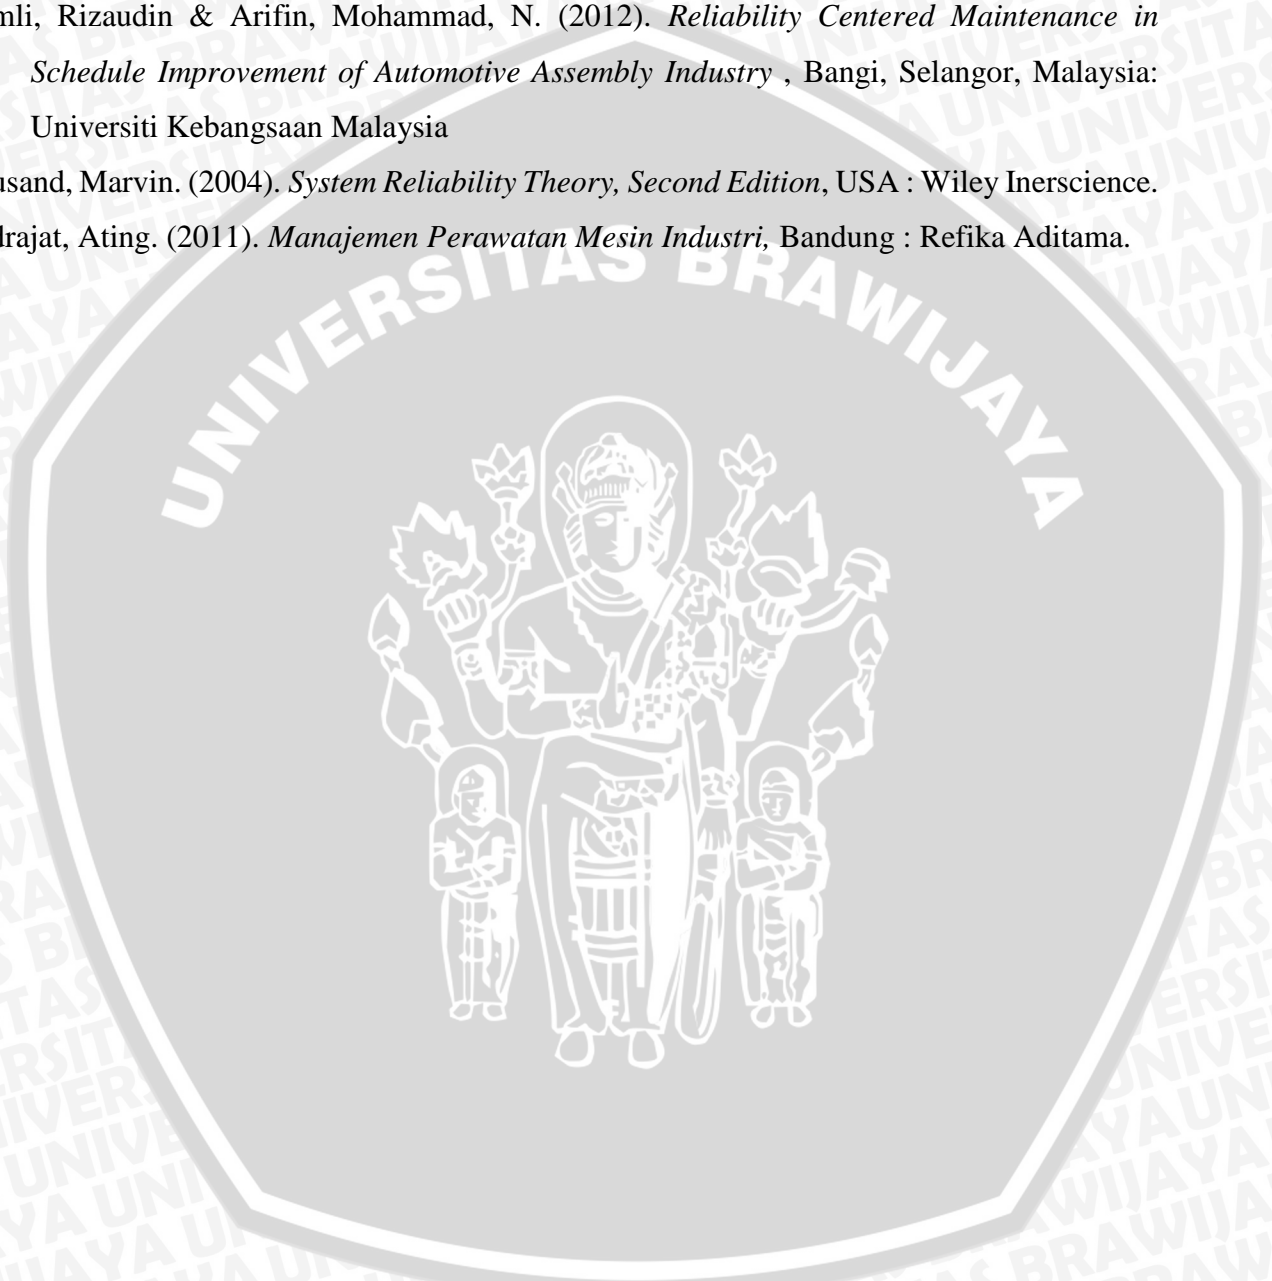 mli, Rizaudin & Arifin, Mohammad, N. (2012). Reliability Centered Maintenance in
Schedule Improvement of Automotive Assembly Industry , Bangi, Selangor, Malaysia:
Universiti Kebangsaan Malaysia
usand, Marvin. (2004). System Reliability Theory, Second Edition, USA : Wiley Inerscience.
drajat, Ating. (2011). Manajemen Perawatan Mesin Industri, Bandung : Refika Aditama.
UNIVERSITAS BRAWIJAYA